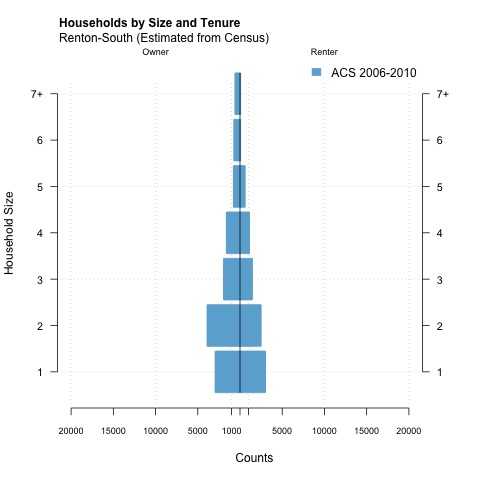 Households by Size and Tenure
Renton-South (Estimated from Census)
Owner Renter
ACS 2006-2010
7+ 7+
6 6
5 5
4 4
3 3
2 2
1 1
Household Size
20000 15000 10000 5000 1000 5000 10000 15000 20000
Counts